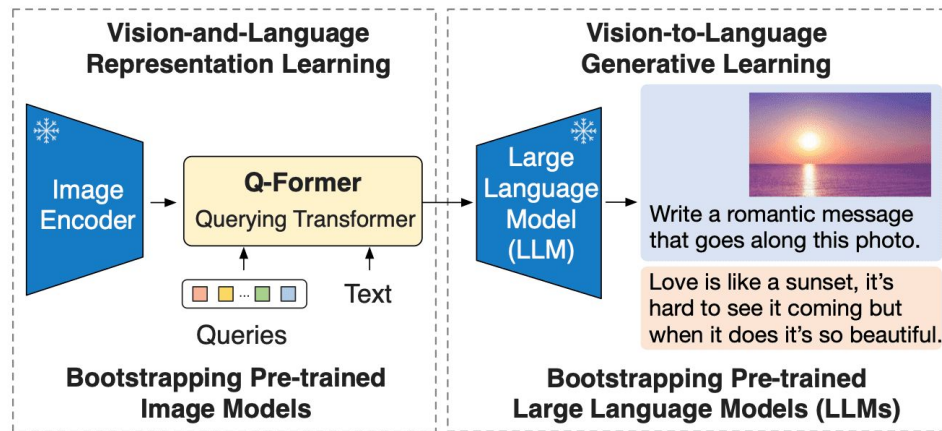 Vision-and-Language
Representation Learning
Image
Encoder
Q-Former
Querying Transformer
...
Queries
Text
Bootstrapping Pre-trained
Image Models
Vision-to-Language
Generative Learning
Large
Language
Model
(LLM)
Write a romantic message
that goes along this photo.
Love is like a sunset, it’s
hard to see it coming but
when it does it’s so beautiful.
Bootstrapping Pre-trained
Large Language Models (LLMs)